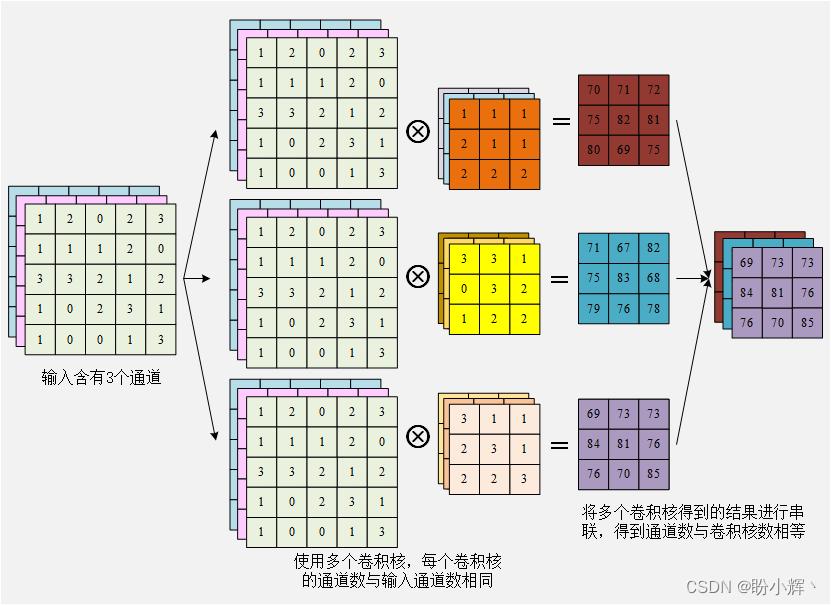 1 2 0 2 3
1 1 1 2 0
3 3 2 1 2
1 0 2 3 1
1 0 0 1 3
输入含有3个通道
1 2 0 2 3
1 1 1 2 0
3 3 2 1 2
1 0 2 3 1
1 0 0 1 3
⊗
1 1 1
2 1 1
2 2 2
=
70 71 72
75 82 81
80 69 75
1 2 0 2 3
1 1 1 2 0
3 3 2 1 2
1 0 2 3 1
1 0 0 1 3
⊗
3 3 1
0 3 2
1 2 2
=
71 67 82
75 83 68
79 76 78
1 2 0 2 3
1 1 1 2 0
3 3 2 1 2
1 0 2 3 1
1 0 0 1 3
⊗
3 1 1
2 3 1
2 2 3
=
69 73 73
84 81 76
76 70 85
使用多个卷积核，每个卷积核
的通道数与输入通道数相同
69 73 73
84 81 76
76 70 85
将多个卷积核得到的结果进行串
联，得到通道数与卷积核数相等
CSDN @盼小辉丶